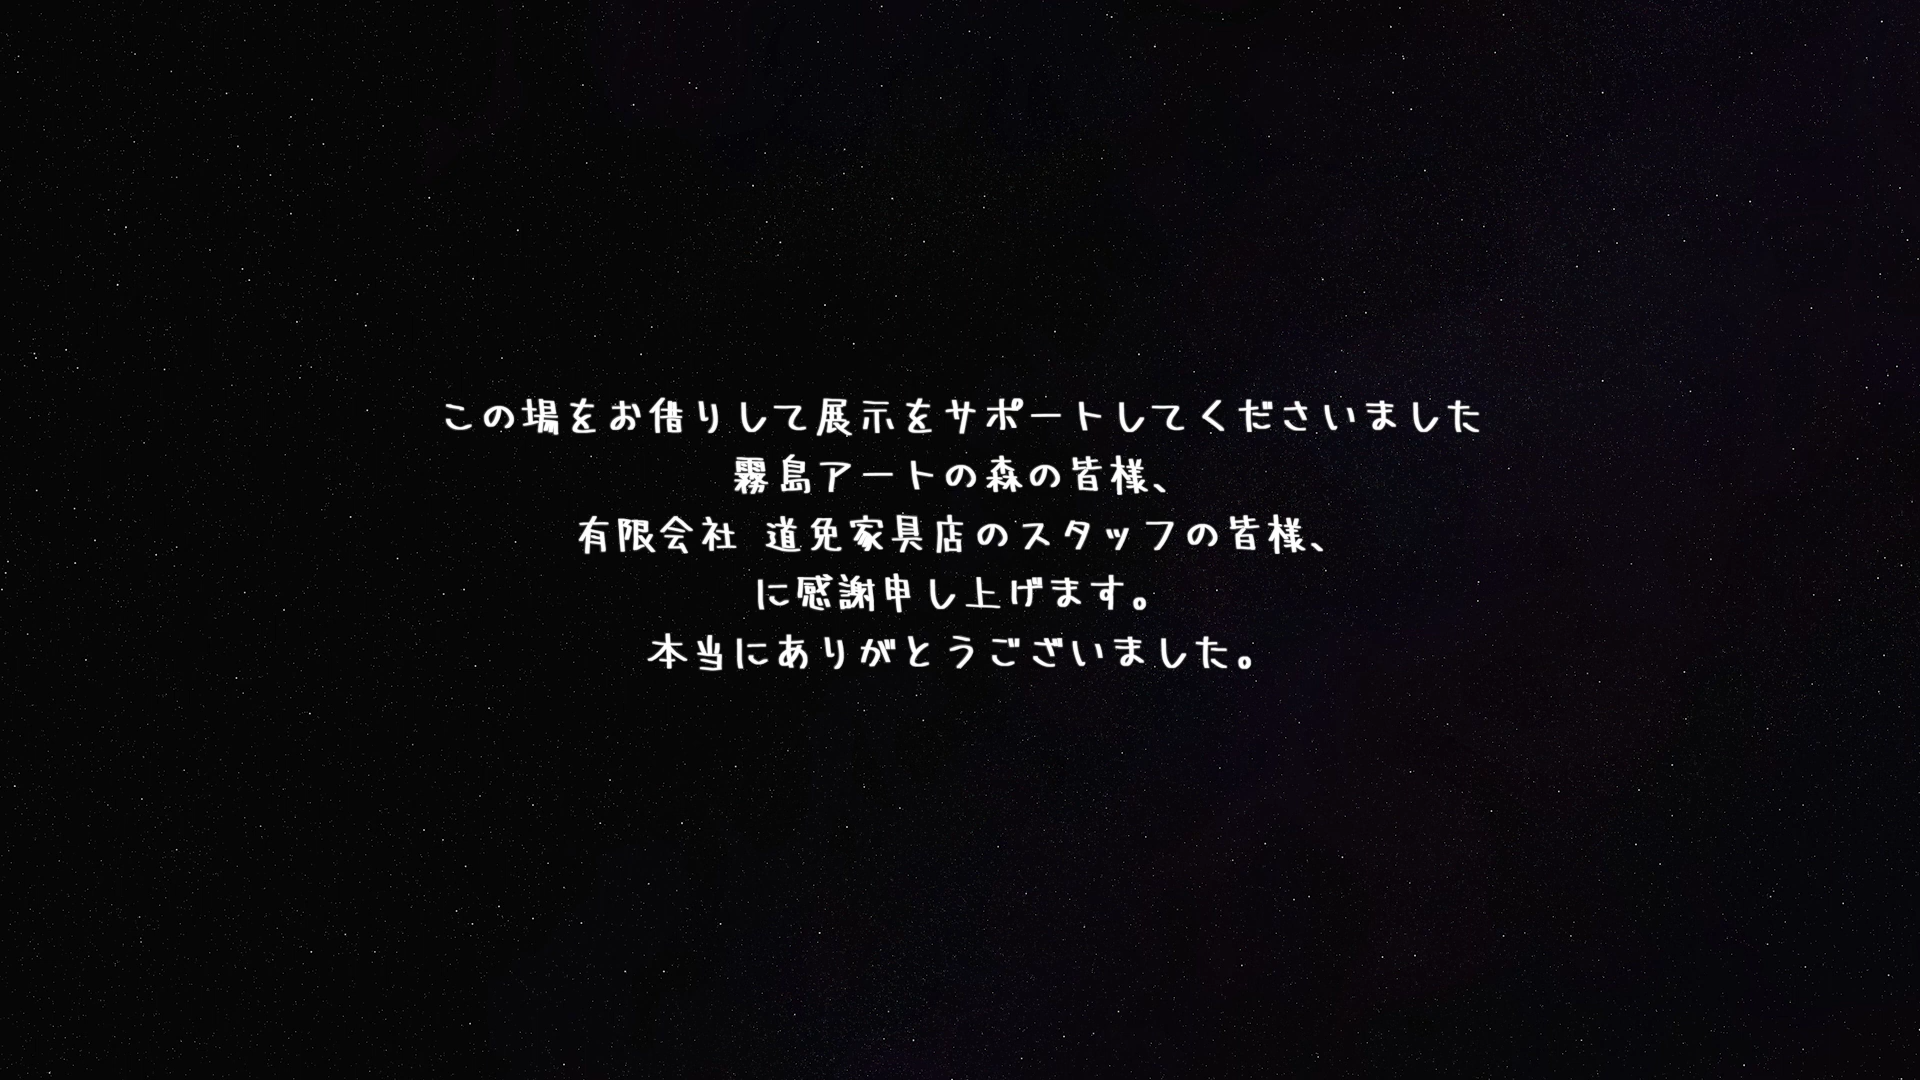 この場をお借りして展示をサポートしてくださいました
霧島アートの森の皆様、
有限会社 道免家具店のスタッフの皆様、
に感謝申し上げます。
本当にありがとうございました。